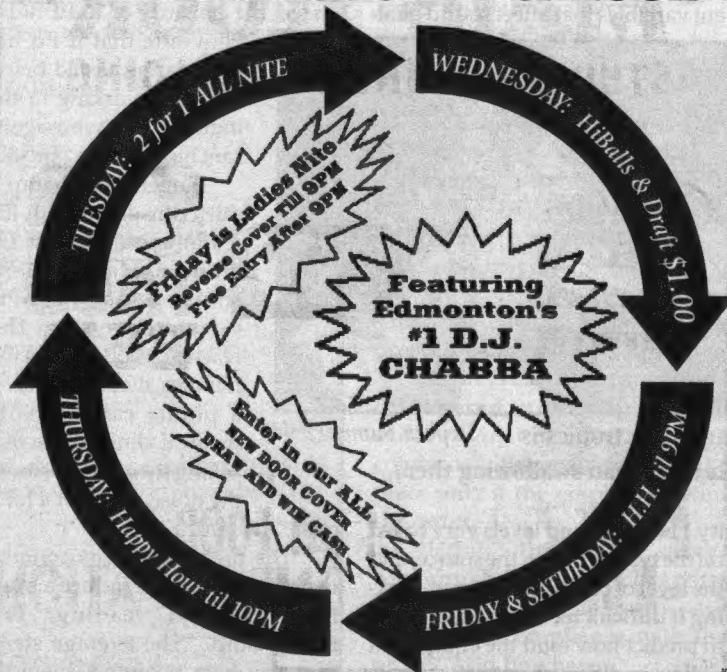 TUESDAY: 2 for 1 ALL NITE
WEDNESDAY: HiBalls & Draft $1.00
Friday is Ladies Nite
Reverse Cover Till 9PM
Free Entry After 9PM
Featuring
Edmonton's
#1 D.J.
CHABBA
Enter in our ALL
NEW DOOR COVER
DRAW AND WIN CASH
THURSDAY: Happy Hour til 10PM
FRIDAY & SATURDAY: H.H. til 9PM